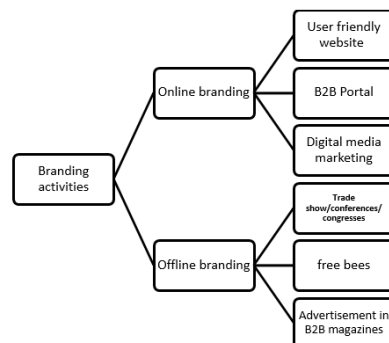 User friendly
website
Online branding
B2B Portal
Digital media
marketing
Branding
activities
Trade
show/conferences/
congresses
Offline branding
free bees
Advertisement in
B2B magazines